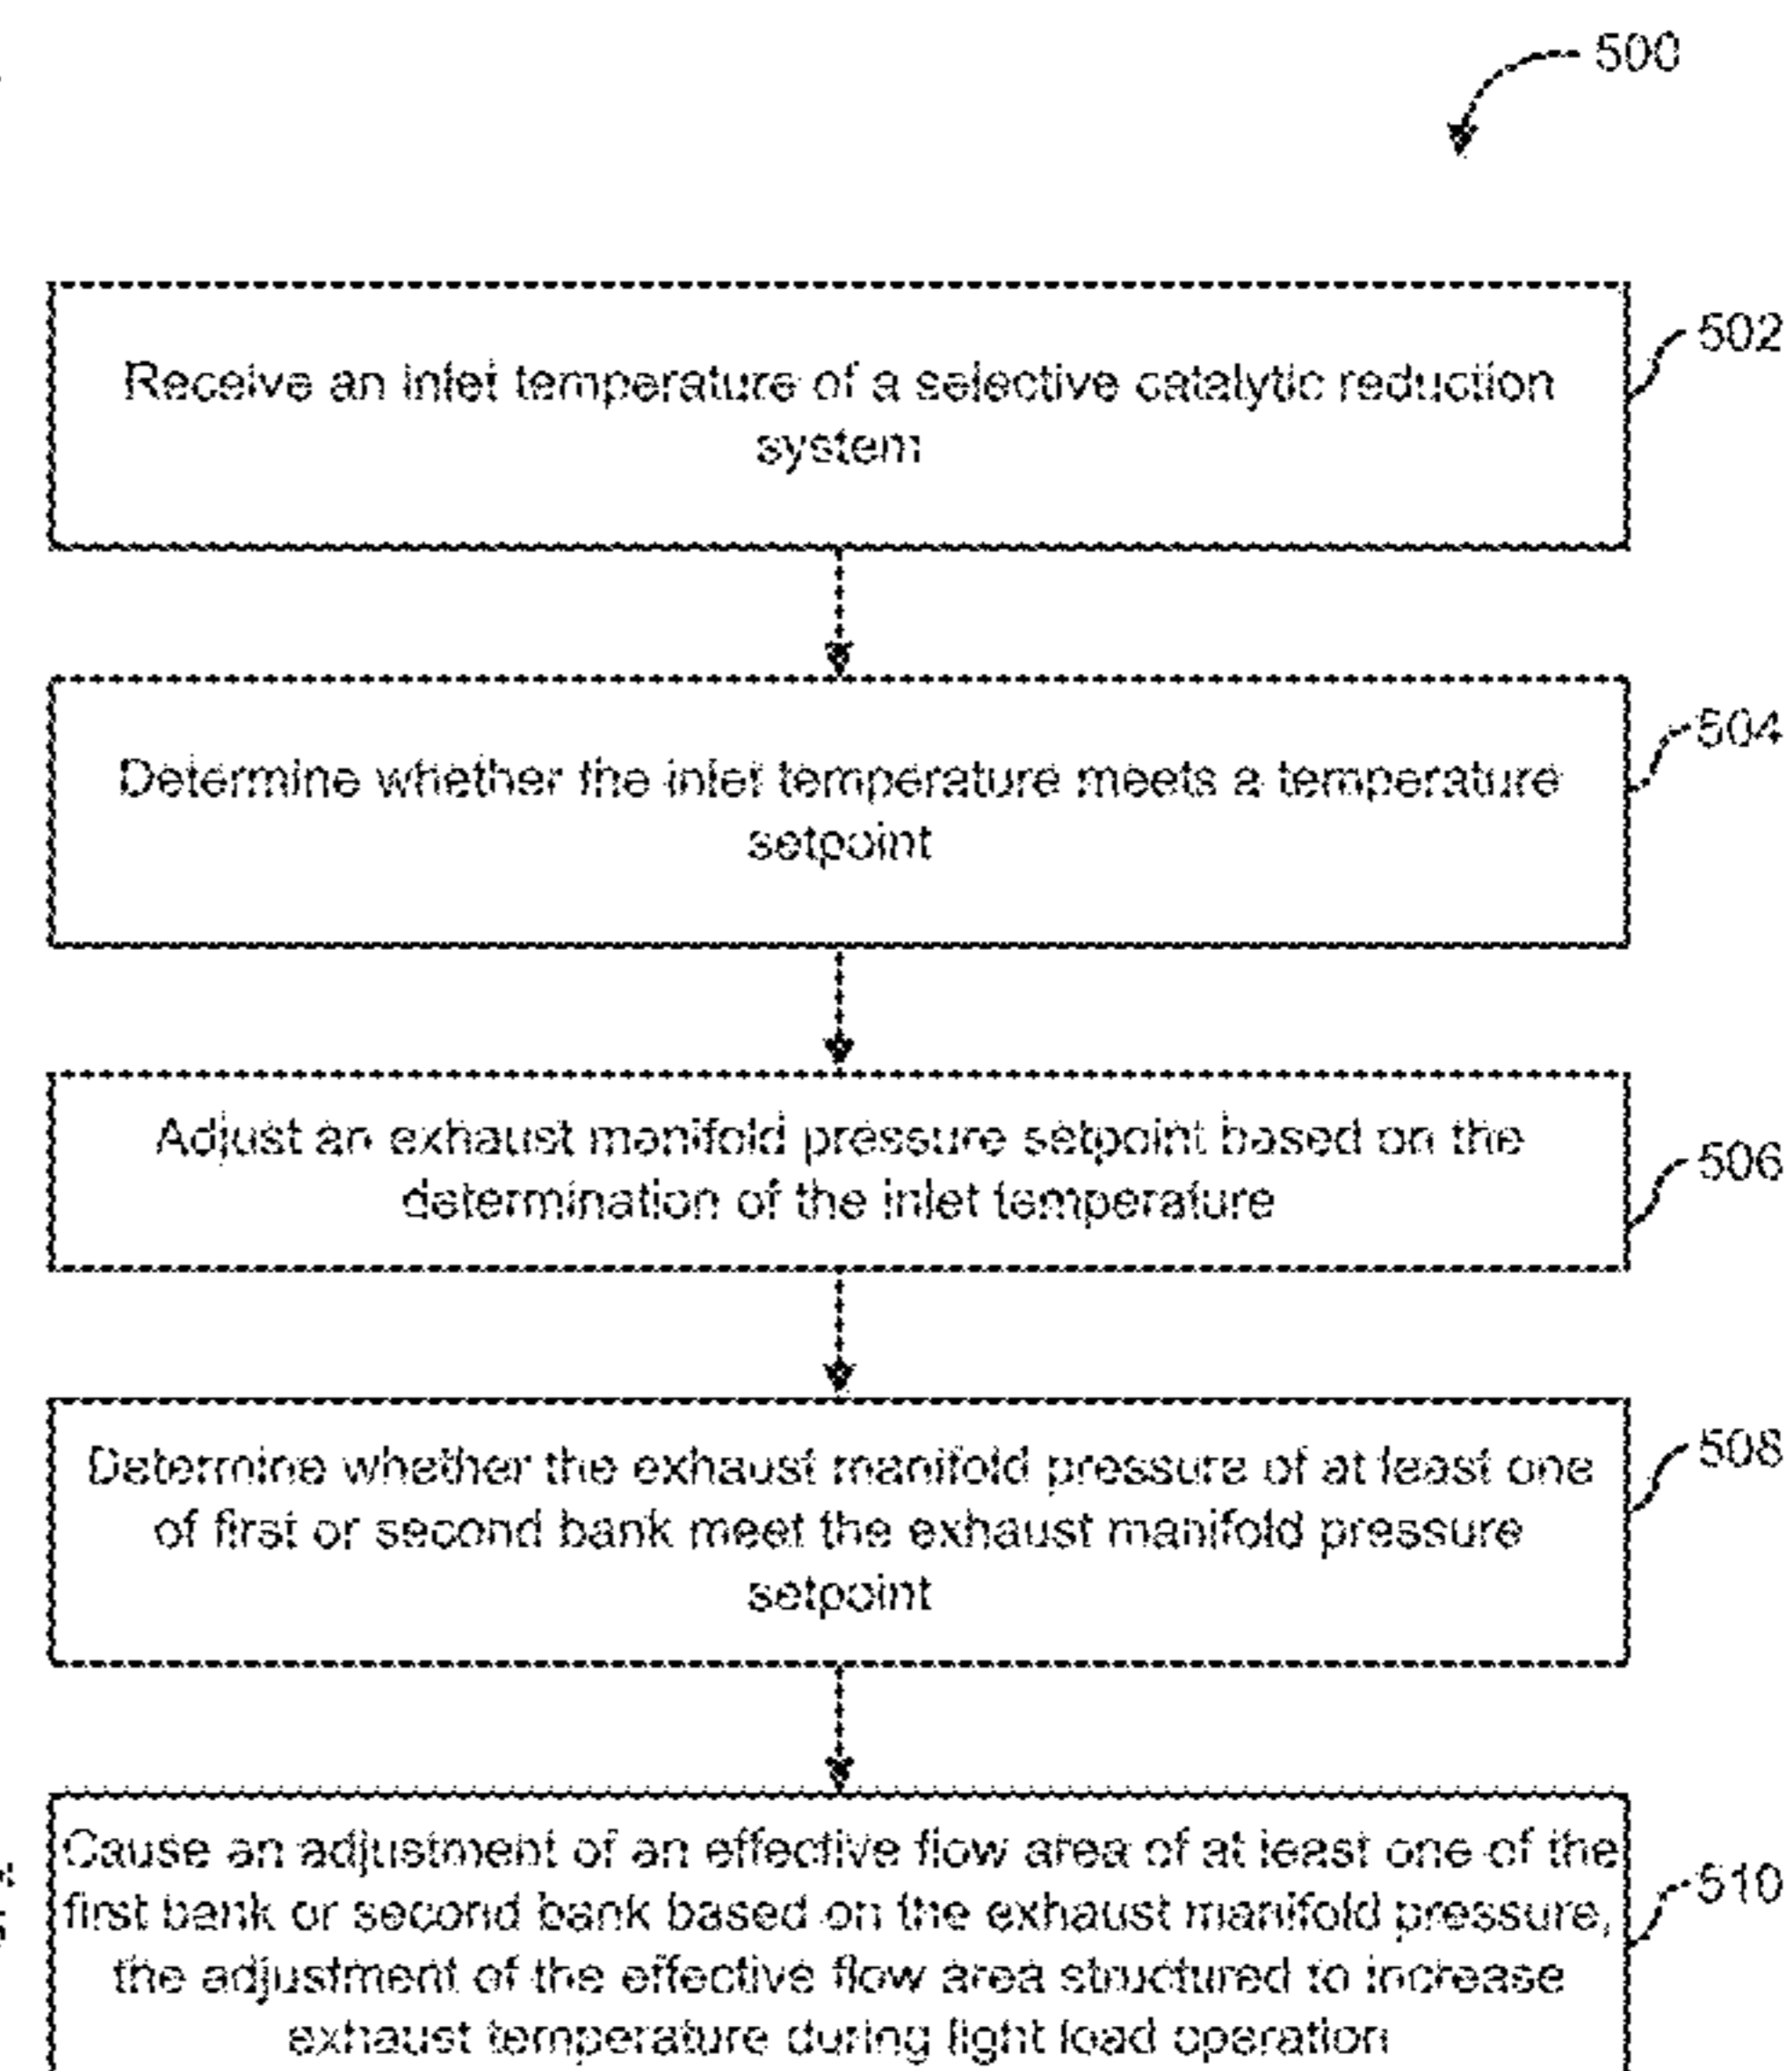 500
502
Receive an inlet temperature of a selective catalytic reduction
system
504
Determine whether the inlet temperature meets a temperature
setpoint
Adjust an exhaust manifold pressure setpoint based on the
506
determination of the inlet temperature
508
Determine whether the exhaust manifold pressure of at least one
of first or second bank meet the exhaust manifold pressure
setpoint
Cause an adjustment of an effective flow area of at least one of the
510
first bank or second bank based on the exhaust manifold pressure,
the adjustment of the effective flow area structured to increase
exhaust temperature during light load operation